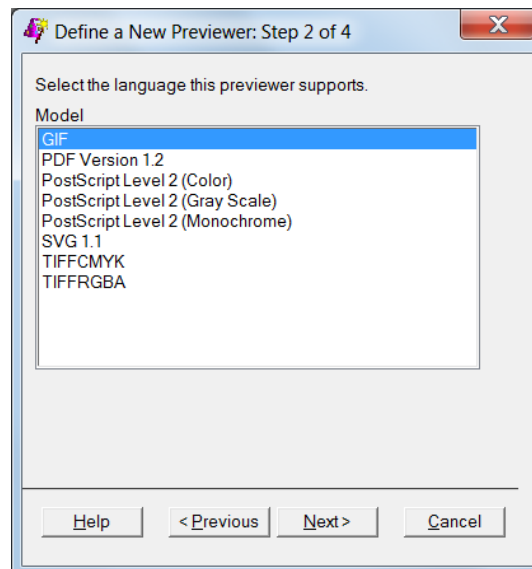 Define a New Previewer: Step 2 of 4
X
Select the language this previewer supports.
Model
GIF
PDF Version 1.2
PostScript Level 2 (Color)
PostScript Level 2 (Gray Scale)
PostScript Level 2 (Monochrome)
SVG 1.1
TIFFCMYK
TIFFRGBA
Help < Previous Next > Cancel